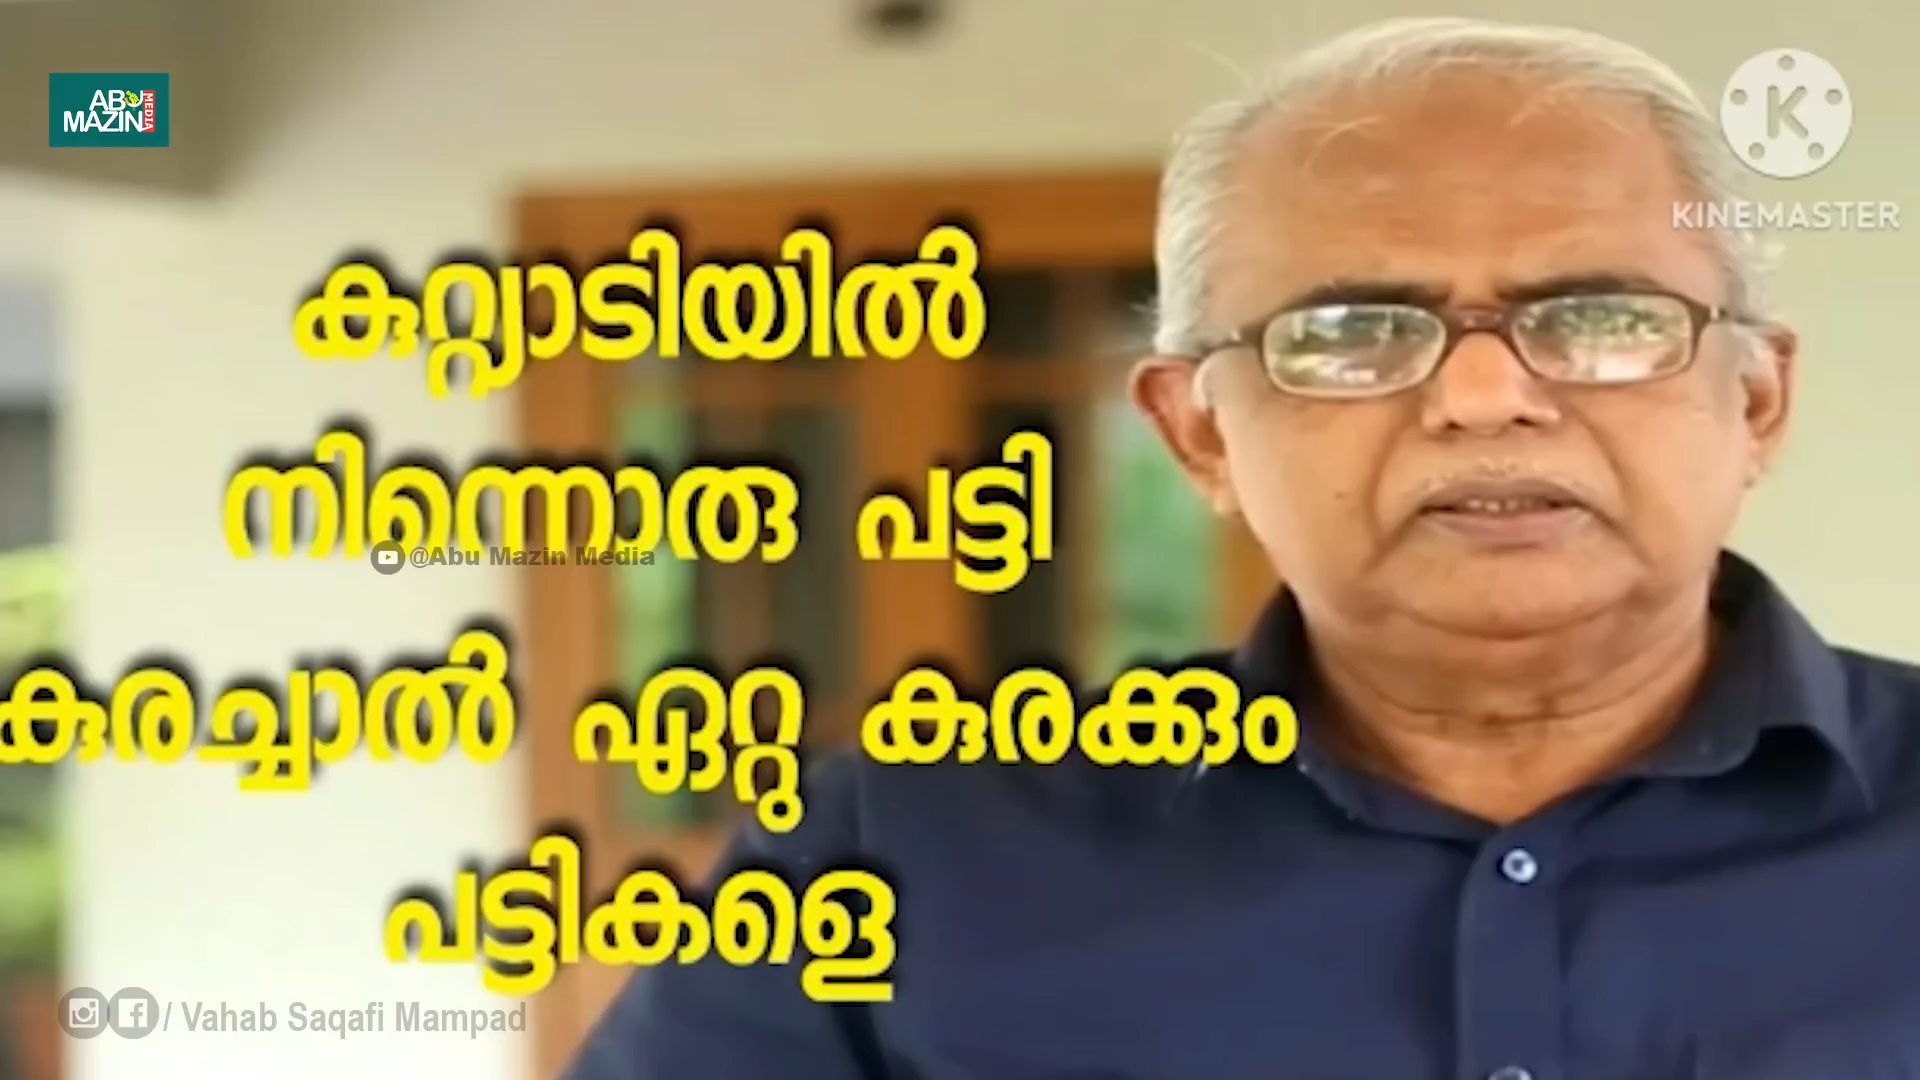 ABU
MAZIN
MEDIA
K
KINEMASTER
കുറ്റ്യാടിയിൽ
നിന്നൊരു പട്ടി
@Abu Mazin Media
കുരച്ചാൽ ഏറ്റു കുരക്കും
പട്ടികളെ
/ Vahab Saqafi Mampad